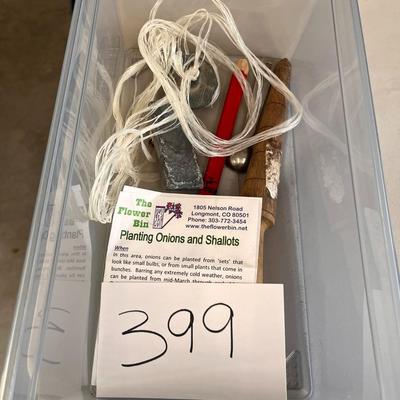 The
Flower
Bin
1805 Nelson Road
Longmont, CO 80501
Phone: 303-772-3454
www.theflowerbin.net
Planting Onions and Shallots
When
In this area, onions can be planted from 'sets' that
look like small bulbs, or from small plants that come in
bunches. Barring any extremely cold weather, onions
can be planted from mid-March through
399